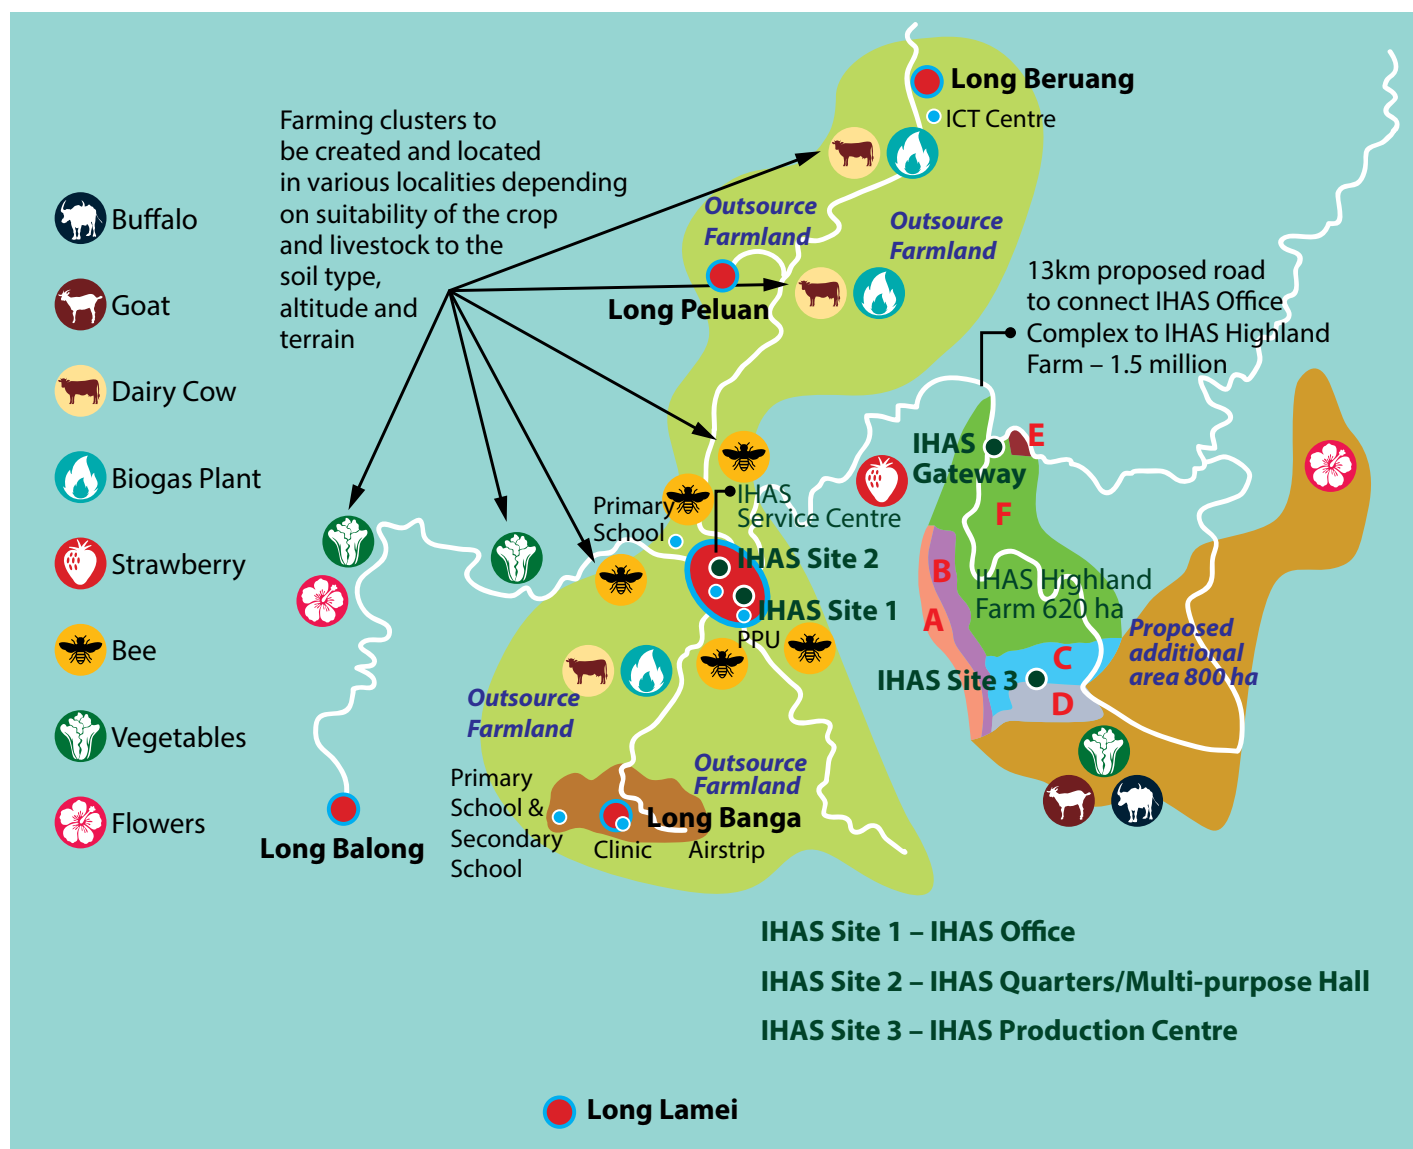 Long Beruang
ICT Centre
Farming clusters to
be created and located
in various localities depending
on suitability of the crop
and livestock to the
soil type,
altitude and
terrain
Buffalo
Goat
Dairy Cow
Biogas Plant
Strawberry
Bee
Vegetables
Flowers
Outsource
Farmland
Outsource
Farmland
Long Peluan
13km proposed road
to connect IHAS Office
Complex to IHAS Highland
Farm – 1.5 million
IHAS
Gateway
E
F
B
A
C
D
IHAS Highland
Farm 620 ha
Proposed
additional
area 800 ha
IHAS Site 3
Primary
School
IHAS
Service Centre
IHAS Site 2
IHAS Site 1
PPU
Outsource
Farmland
Outsource
Farmland
Primary
School &
Secondary
School
Long Banga
Clinic
Airstrip
Long Balong
IHAS Site 1 – IHAS Office
IHAS Site 2 – IHAS Quarters/Multi-purpose Hall
IHAS Site 3 – IHAS Production Centre
Long Lamei